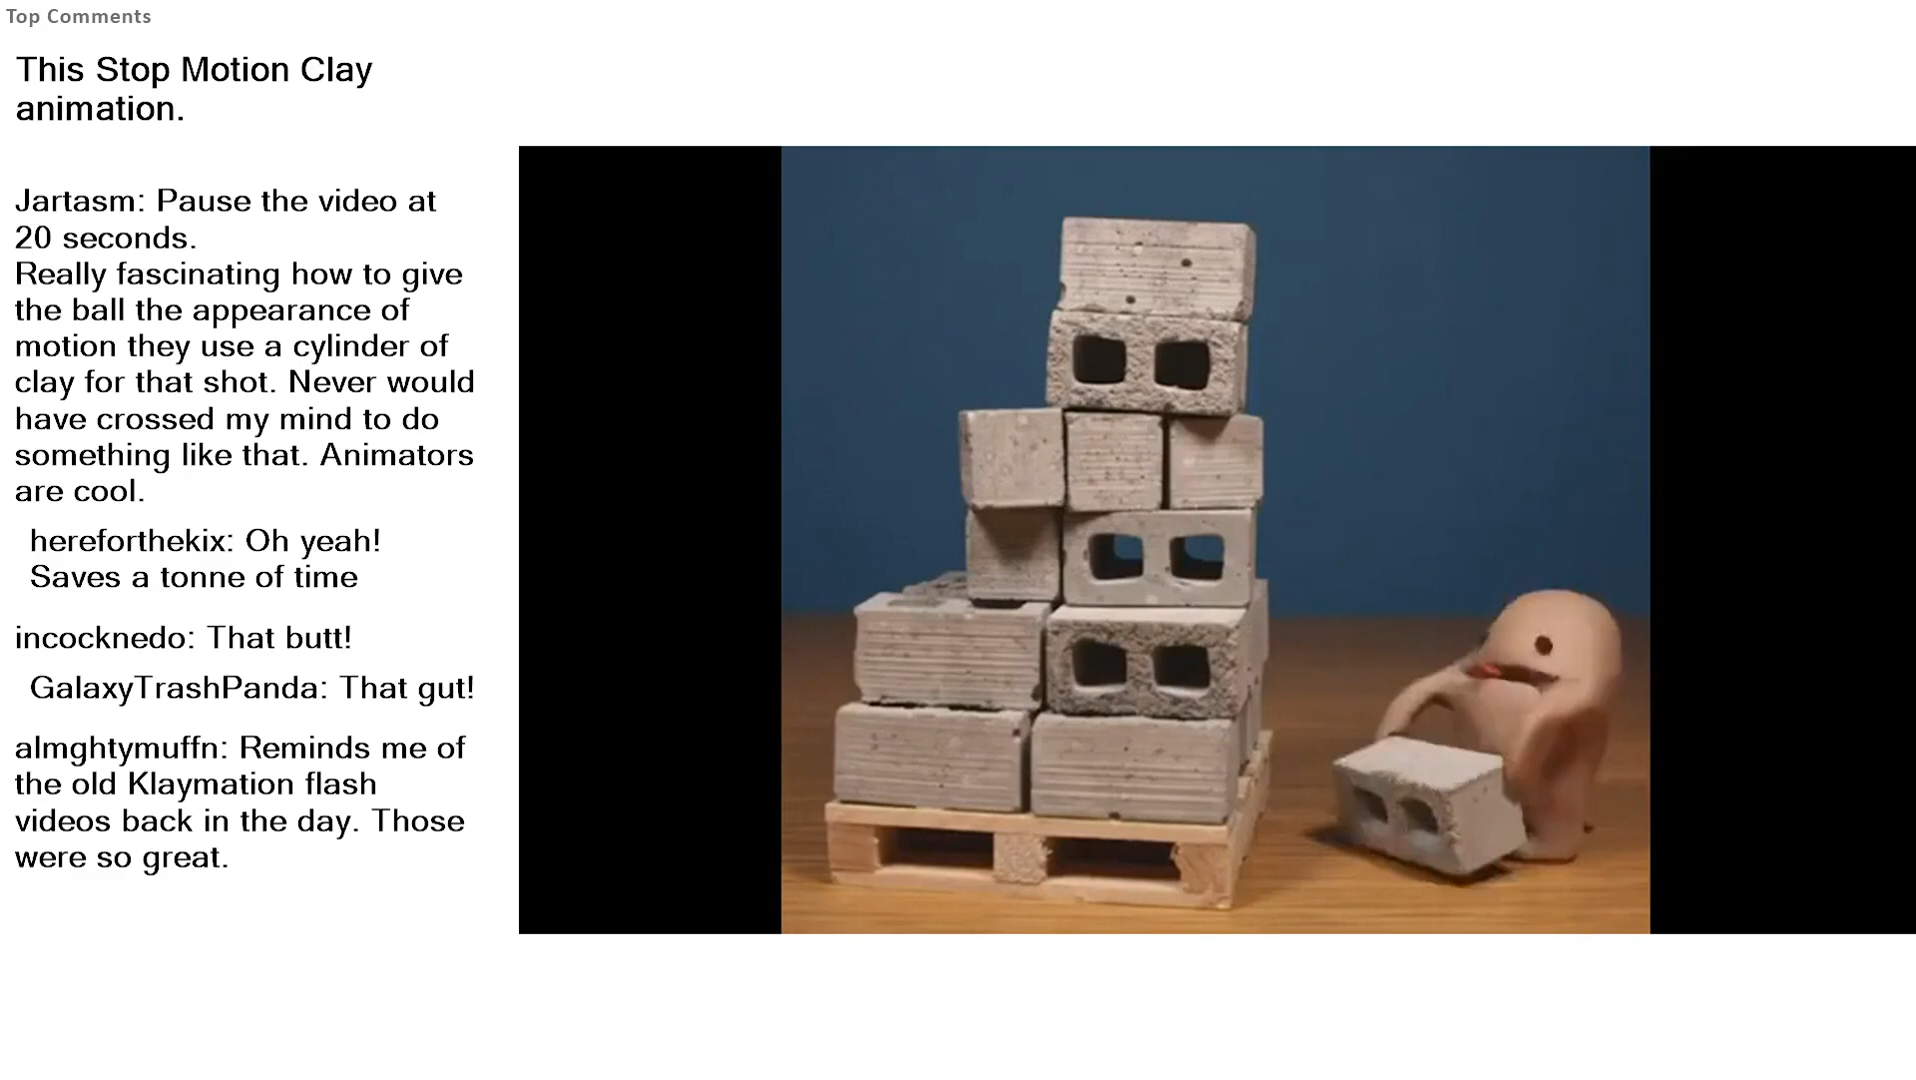 Top Comments
This Stop Motion Clay
animation.
Jartasm: Pause the video at
20 seconds.
Really fascinating how to give
the ball the appearance of
motion they use a cylinder of
clay for that shot. Never would
have crossed my mind to do
something like that. Animators
are cool.
hereforthekix: Oh yeah!
Saves a tonne of time
incocknedo: That butt!
GalaxyTrashPanda: That gut!
almghtymuffn: Reminds me of
the old Klaymation flash
videos back in the day. Those
were so great.